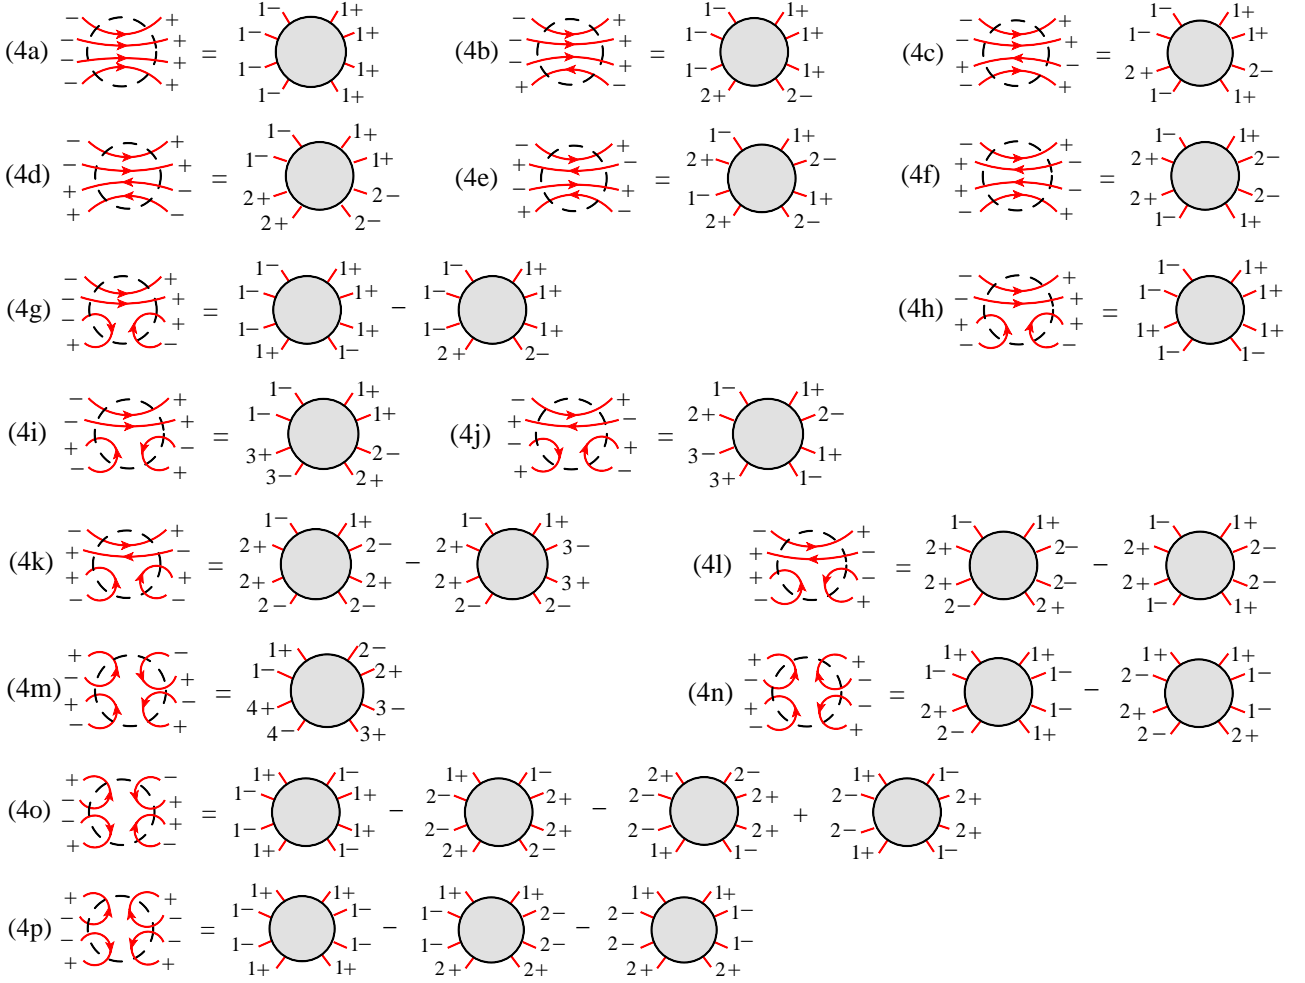 − + 1− 1+ − + 1− 1+ − + 1− 1+
(4a) − + = 1− 1+ (4b) − + = 1− 1+ (4c) − + = 1− 1+
− + 1− 1+ − + 1− 1+ + − 2+ 2−
− + 1− 1+ + − 2+ 2− − + 1− 1+
− + 1− 1+ − + 1− 1+ − + 1− 1+
(4d) − + = 1− 1+ (4e) + − = 2+ 2− (4f) + − = 2+ 2−
+ − 2+ 2− − + 1− 1+ + − 2+ 2−
+ − 2+ 2− + − 2+ 2− − + 1− 1+
− + 1− 1+ 1− 1+ − + 1− 1+
(4g) − + = 1− 1+ − 1− 1+ (4h) − + = 1− 1+
− + 1− 1+ 1− 1+ + + 1+ 1+
+ − 1+ 1− 2+ 2− − − 1− 1−
− + 1− 1+ − + 1− 1+
(4i) − + = 1− 1+ (4j) + − = 2+ 2−
+ − 3+ 2− − + 3− 1+
− + 3− 2+ + − 3+ 1−
− + 1− 1+ 1− 1+ − + 1− 1+ 1− 1+
(4k) + − = 2+ 2− − 2+ 3− (4l) + − = 2+ 2− − 2+ 2−
+ + 2+ 2+ 2+ 3+ + − 2+ 2− 2+ 2−
− − 2− 2− 2− 2− − + 2− 2+ 1− 1+
+ − 1+ 2− + + 1+ 1+ 1+ 1+
(4m) − + = 1− 2+ (4n) − − = 1− 1− − 2− 1−
+ − 4+ 3− + − 2+ 1− 2+ 1−
− + 4− 3+ − + 2− 1+ 2− 2+
+ − 1+ 1− 1+ 1− 2+ 2− 1+ 1−
(4o) − + = 1− 1+ − 2− 2+ − 2− 2+ + 2− 2+
− + 1− 1+ 2− 2+ 2− 2+ 2− 2+
+ − 1+ 1− 2+ 2− 1+ 1− 1+ 1−
+ + 1+ 1+ 1+ 1+ 1+ 1+
(4p) − − = 1− 1− − 1− 2− − 2− 1−
− − 1− 1− 1− 2− 2− 1−
+ + 1+ 1+ 2+ 2+ 2+ 2+